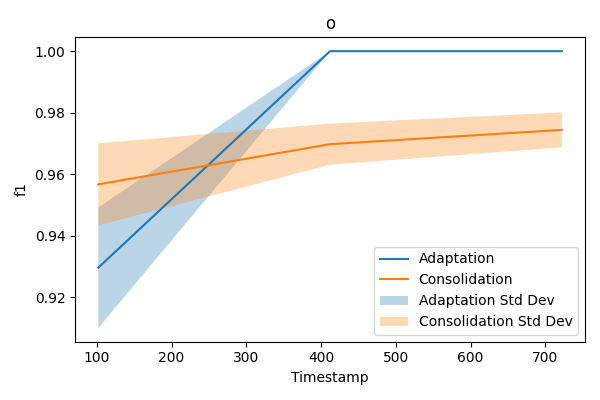 o
1.00
0.98
0.96
0.94
0.92
f1
100
200
300
400
500
600
700
Timestamp
Adaptation
Consolidation
Adaptation Std Dev
Consolidation Std Dev